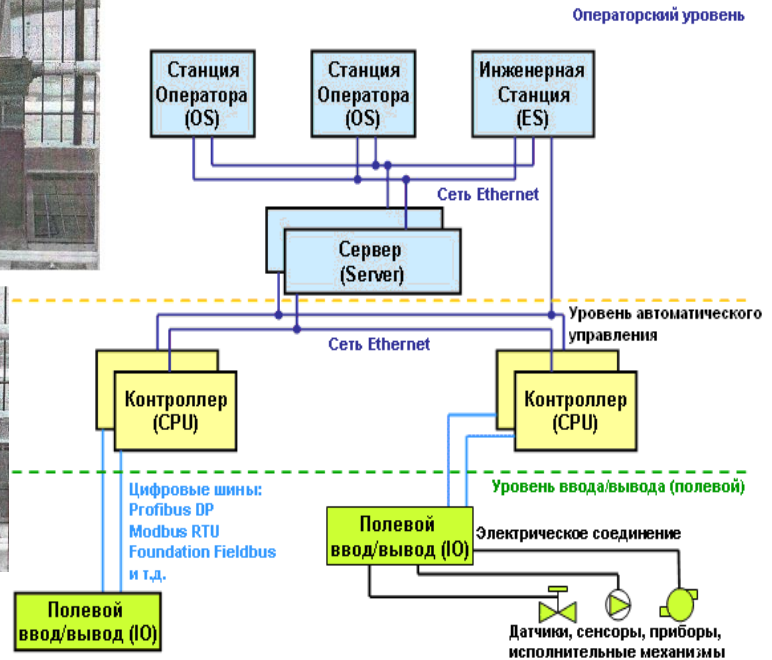 Операторский уровень
Станция
Оператора
(OS)
Станция
Оператора
(OS)
Инженерная
Станция
(ES)
Сеть Ethernet
Сервер
(Server)
Уровень автоматического
управления
Сеть Ethernet
Контроллер
(CPU)
Контроллер
(CPU)
Уровень ввода/вывода (полевой)
Цифровые шины:
Profibus DP
Modbus RTU
Foundation Fieldbus
и т.д.
Полевой
ввод/вывод (IO)
Электрическое соединение
Полевой
ввод/вывод (IO)
Датчики, сенсоры, приборы,
исполнительные механизмы